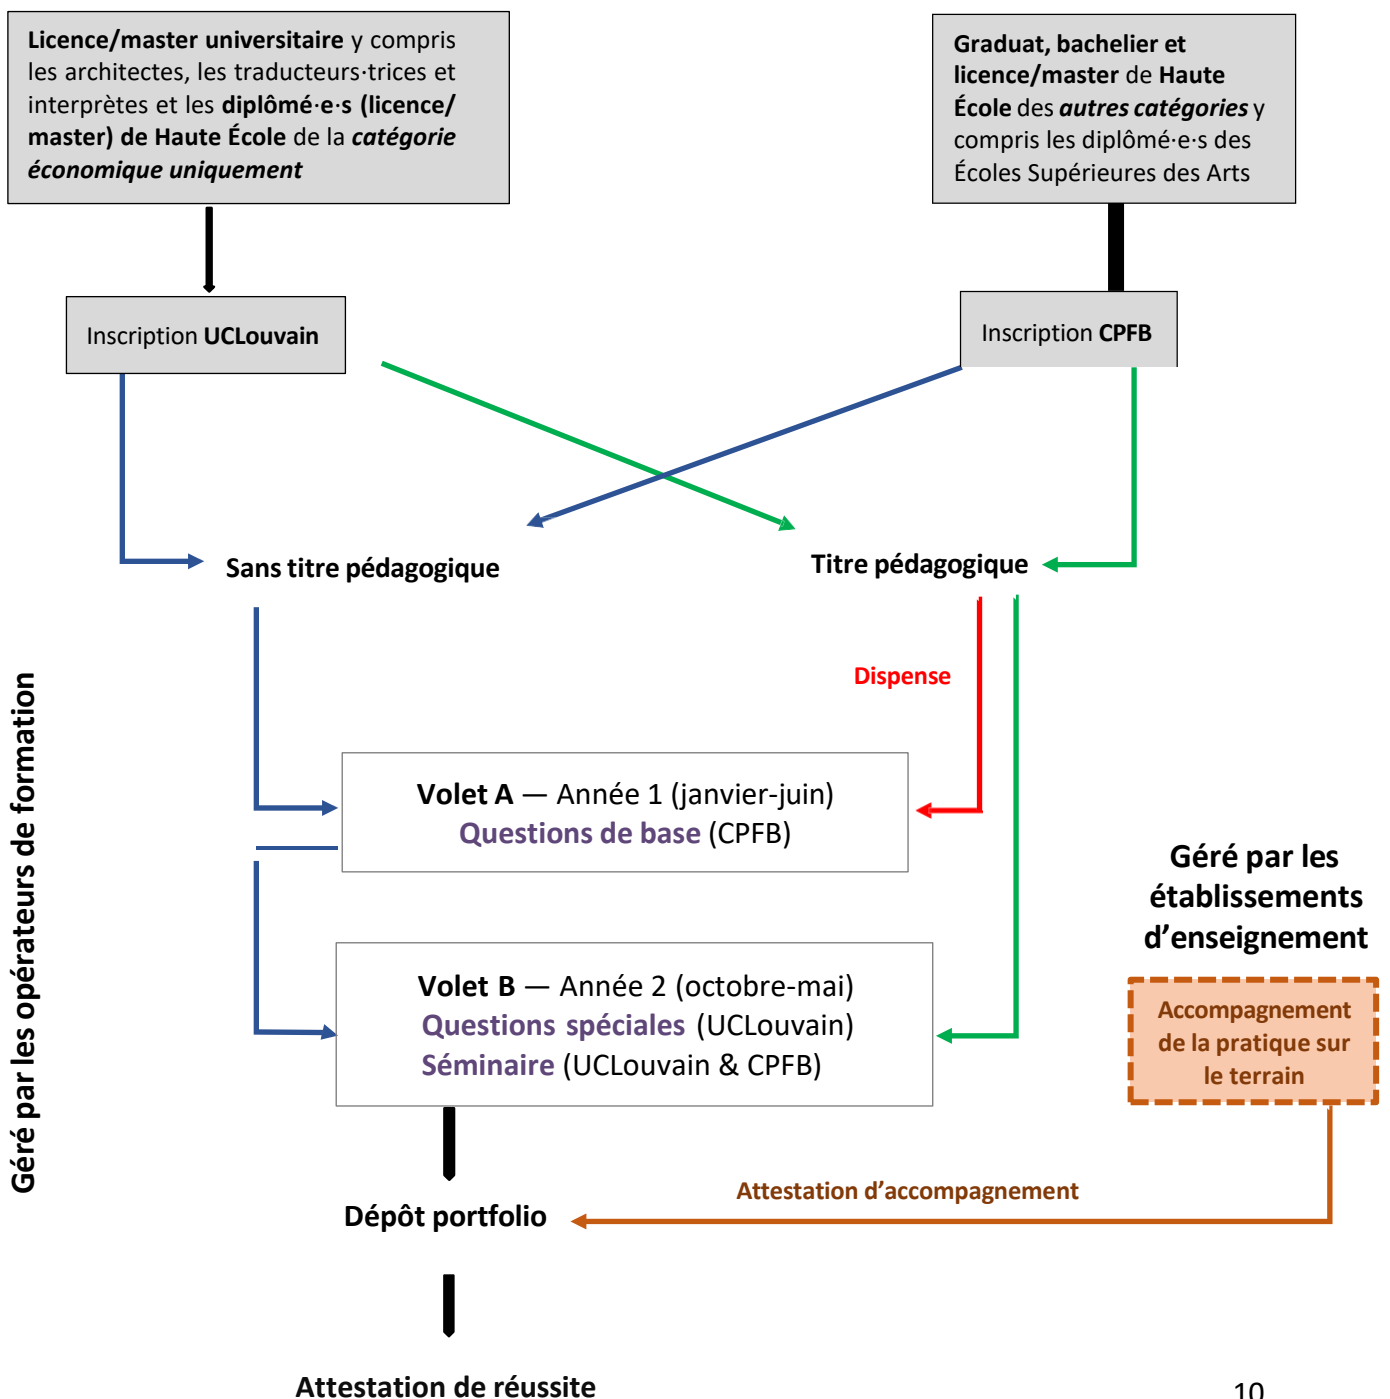 Licence/master universitaire y compris
les architectes, les traducteurs·trices et
interprètes et les diplômé·e·s (licence/
master) de Haute École de la catégorie
économique uniquement
Graduat, bachelier et
licence/master de Haute
École des autres catégories y
compris les diplômé·e·s des
Écoles Supérieures des Arts
Inscription UCLouvain
Inscription CPFB
Sans titre pédagogique
Titre pédagogique
Dispense
Géré par les opérateurs de formation
Volet A — Année 1 (janvier-juin)
Questions de base (CPFB)
Géré par les
établissements
d’enseignement
Volet B — Année 2 (octobre-mai)
Questions spéciales (UCLouvain)
Séminaire (UCLouvain & CPFB)
Accompagnement
de la pratique sur
le terrain
Attestation d’accompagnement
Dépôt portfolio
Attestation de réussite
10